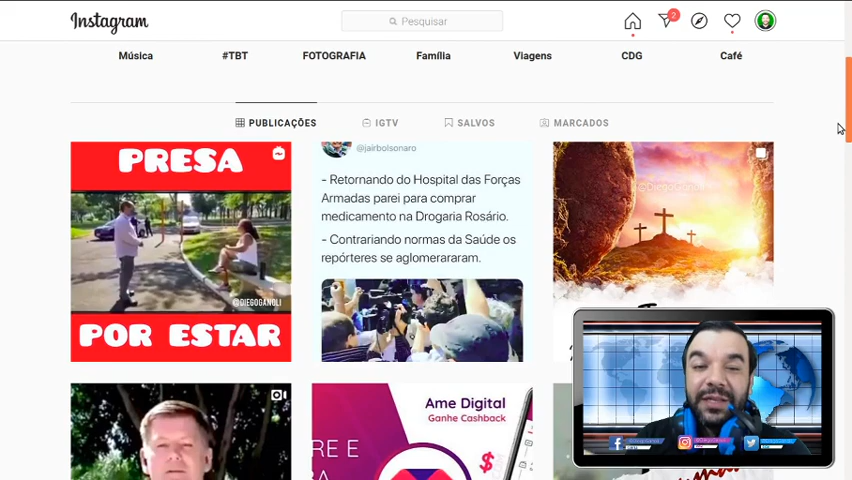 Instagram
Pesquisar
2
Música #TBT FOTOGRAFIA Família Viagens CDG Café
PUBLICAÇÕES IGTV SALVOS MARCADOS
PRESA
@DIEGOGANOLI
POR ESTAR
@jairbolsonaro
- Retornando do Hospital das Forças
Armadas parei para comprar
medicamento na Drogaria Rosário.
- Contrariando normas da Saúde os
repórteres se aglomeraram.
Ame Digital
Ganhe Cashback
RE E